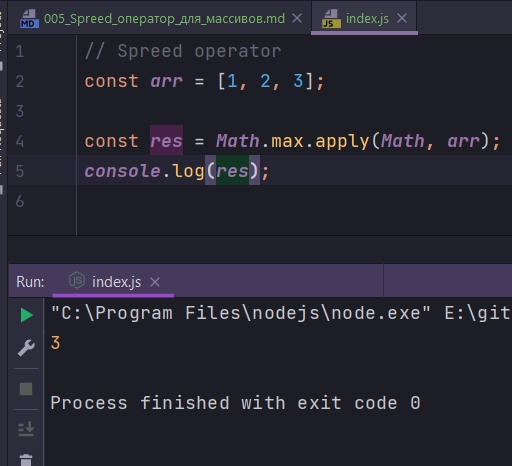 005_Spreed_оператор_для_массивов.md
index.js
1 // Spreed operator
2 const arr = [1, 2, 3];
3
4 const res = Math.max.apply(Math, arr);
5 console.log(res);
6
Run: index.js
"C:\Program Files\nodejs\node.exe" E:\git
3
Process finished with exit code 0